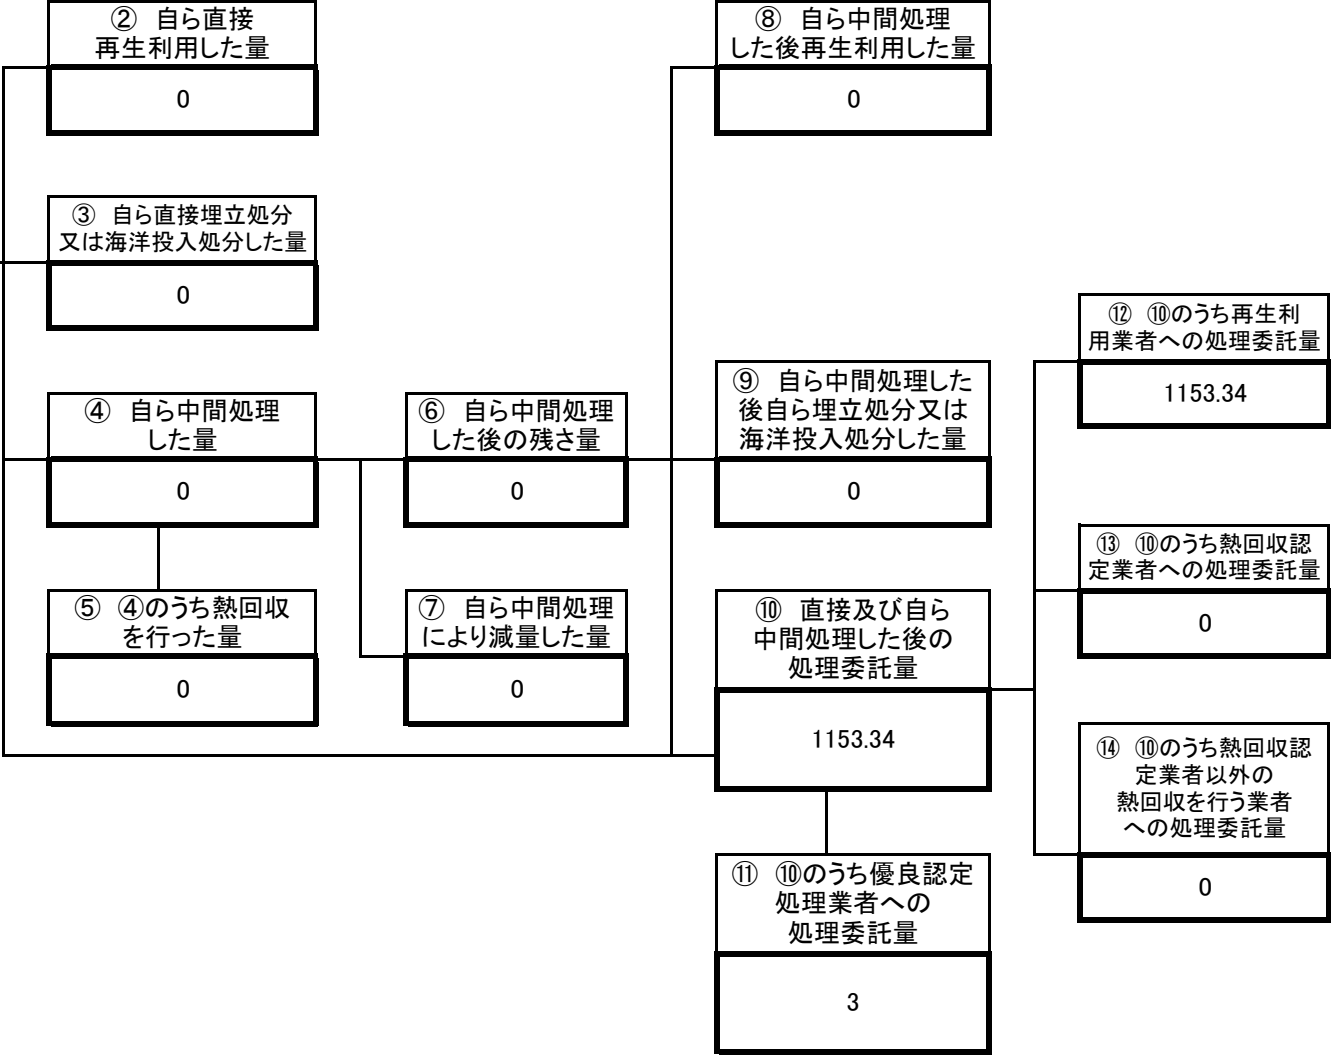 ②　自ら直接
再生利用した量
0
③　自ら直接埋立処分
又は海洋投入処分した量
0
④　自ら中間処理
した量
0
⑤　④のうち熱回収
を行った量
0
⑥　自ら中間処理
した後の残さ量
0
⑦　自ら中間処理
により減量した量
0
⑧　自ら中間処理
した後再生利用した量
0
⑨　自ら中間処理した
後自ら埋立処分又は
海洋投入処分した量
0
⑩　直接及び自ら
中間処理した後の
処理委託量
1153.34
⑪　⑩のうち優良認定
処理業者への
処理委託量
3
⑫　⑩のうち再生利
用業者への処理委託量
1153.34
⑬　⑩のうち熱回収認
定業者への処理委託量
0
⑭　⑩のうち熱回収認
定業者以外の
熱回収を行う業者
への処理委託量
0